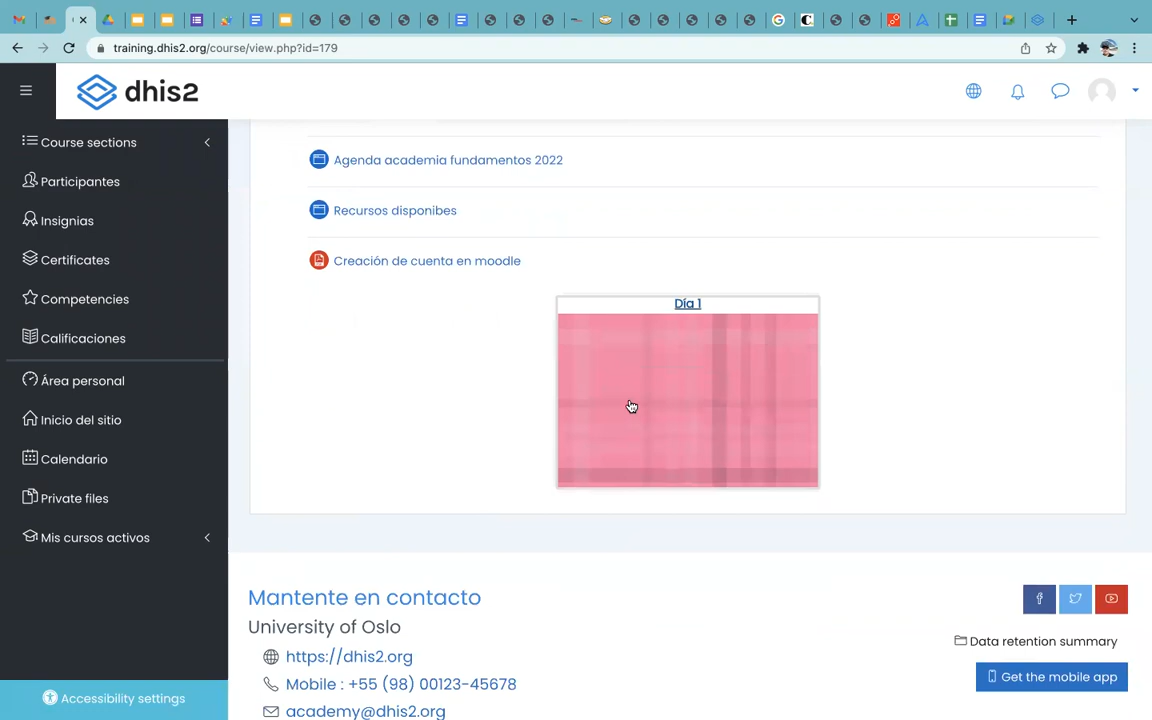 training.dhis2.org/course/view.php?id=179
dhis2
Course sections
Participantes
Insignias
Certificates
Competencies
Calificaciones
Área personal
Inicio del sitio
Calendario
Private files
Mis cursos activos
Accessibility settings
Agenda academia fundamentos 2022
Recursos disponibes
Creación de cuenta en moodle
Día 1
Mantente en contacto
University of Oslo
https://dhis2.org
Mobile : +55 (98) 00123-45678
academy@dhis2.org
Data retention summary
Get the mobile app